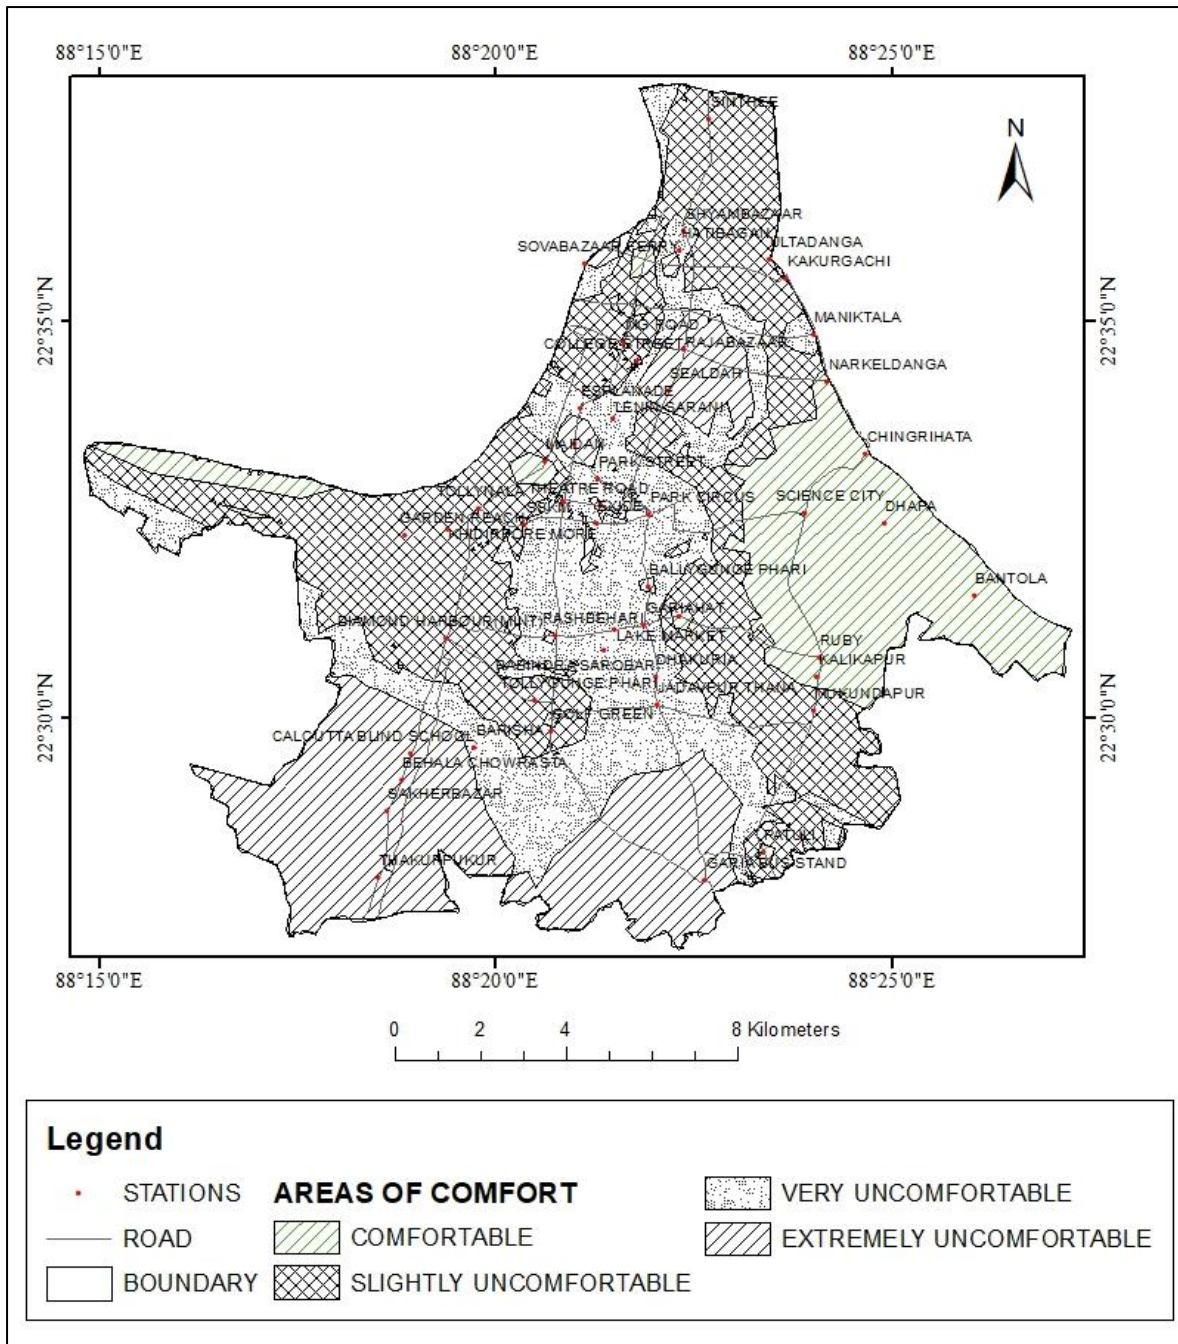 88°15'0"E
88°20'0"E
88°25'0"E
N
SINTHEE
SHYAMBAZAAR
HATIBAGAN
SOVABAZAAR FERRY
ULTADANGA
KAKURGACHI
22°35'0"N
22°35'0"N
MANIKTALA
MG ROAD
COLLEGE STREET
RAJABAZAAR
NARKELDANGA
SEALDAH
ESPLANADE
LENIN SARANI
CHINGRIHATA
MAIDAN
PARK STREET
TOLLYNALA
THEATRE ROAD
PARK CIRCUS
SCIENCE CITY
DHAPA
GARDEN REACH
SSKM
EXIDE
KHIDIRPORE MORE
BALLYGUNGE PHARI
BANTOLA
GARIAHAT
DIAMOND HARBOUR (MINT)
RASHBEHARI
LAKE MARKET
RUBY
KALIKAPUR
RABINDRA SAROBAR
DHAKURIA
TOLLYGUNGE PHARI
JADAVPUR THANA
MUKUNDAPUR
22°30'0"N
22°30'0"N
GOLF GREEN
CALCUTTA BLIND SCHOOL
BARISHA
BEHALA CHOWRASTA
SAKHERBAZAR
PATULI
THAKURPUKUR
GARIA BUS STAND
88°15'0"E
88°20'0"E
88°25'0"E
0 2 4 8 Kilometers
Legend
STATIONS
AREAS OF COMFORT
VERY UNCOMFORTABLE
ROAD
COMFORTABLE
EXTREMELY UNCOMFORTABLE
BOUNDARY
SLIGHTLY UNCOMFORTABLE